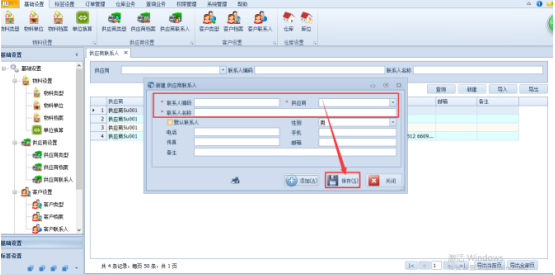 基础设置 标签设置 订单管理 仓库业务 查询业务 权限管理 系统管理 帮助
物料类型 物料单位 物料档案 单位换算 供应商类型 供应商档案 供应商联系人 客户类型 客户档案 客户联系人 仓库 库位
物料设置 供应商设置 客户设置 仓库设置
基础设置
供应商联系人
基础设置
物料设置
物料类型
物料单位
物料档案
单位换算
供应商设置
供应商类型
供应商档案
供应商联系人
客户设置
客户类型
客户档案
客户联系人
基础设置
标签设置
供应商 联系人编码 联系人名称
查询 新建 导入 导出
供应商 邮箱 备注
1 供应商Su001
2 供应商Su001
3 供应商Su001
4 供应商Su001 512 6609...
新建 供应商联系人
* 联系人编码 * 供应商
* 联系人名称
默认联系人 性别 男
电话 手机
传真 邮箱
备注
添加(A) 保存(S) 关闭
共 4 条记录，每页 50 条，共 1 页
1 导出当前页 导出全部页
激活 Windows